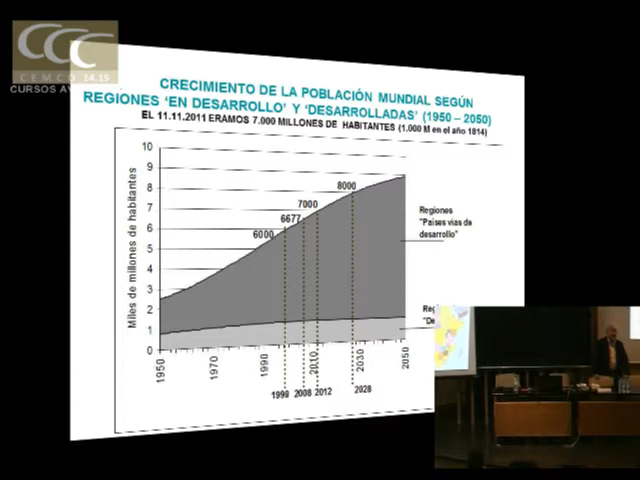 CCC
CEMCO 14.15
CURSOS
CRECIMIENTO DE LA POBLACIÓN MUNDIAL SEGÚN
REGIONES 'EN DESARROLLO' Y 'DESARROLLADAS' (1950 – 2050)
EL 11.11.2011 ERAMOS 7.000 MILLONES DE HABITANTES (1.000 M en el año 1814)
Miles de millones de habitantes
10
9
8
7
6
5
4
3
2
1
0
6000
6677
7000
8000
Regiones
"Países vías de
desarrollo"
1950
1970
1990
2010
2030
2050
1999 2008 2012 2028